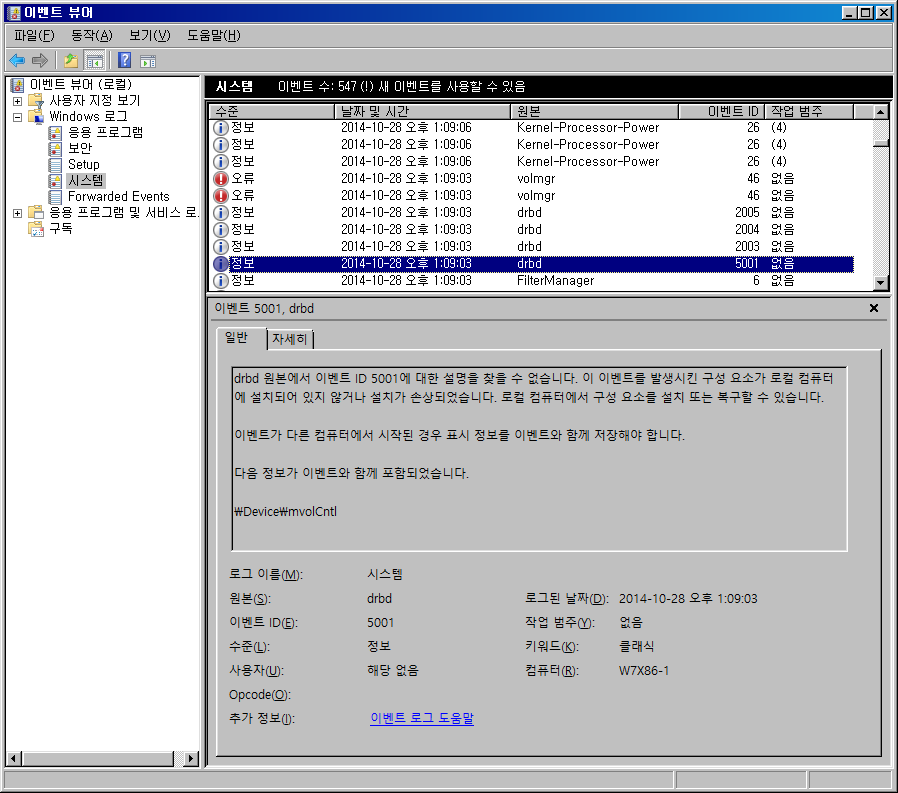 이벤트 뷰어
파일(F) 동작(A) 보기(V) 도움말(H)
이벤트 뷰어 (로컬)
사용자 지정 보기
Windows 로그
응용 프로그램
보안
Setup
시스템
Forwarded Events
응용 프로그램 및 서비스 로
구독
시스템 이벤트 수: 547 (!) 새 이벤트를 사용할 수 있음
수준 날짜 및 시간 원본 이벤트 ID 작업 범주
정보 2014-10-28 오후 1:09:06 Kernel-Processor-Power 26 (4)
정보 2014-10-28 오후 1:09:06 Kernel-Processor-Power 26 (4)
정보 2014-10-28 오후 1:09:06 Kernel-Processor-Power 26 (4)
오류 2014-10-28 오후 1:09:03 volmgr 46 없음
오류 2014-10-28 오후 1:09:03 volmgr 46 없음
정보 2014-10-28 오후 1:09:03 drbd 2005 없음
정보 2014-10-28 오후 1:09:03 drbd 2004 없음
정보 2014-10-28 오후 1:09:03 drbd 2003 없음
정보 2014-10-28 오후 1:09:03 drbd 5001 없음
정보 2014-10-28 오후 1:09:03 FilterManager 6 없음
이벤트 5001, drbd
일반 자세히
drbd 원본에서 이벤트 ID 5001에 대한 설명을 찾을 수 없습니다. 이 이벤트를 발생시킨 구성 요소가 로컬 컴퓨터
에 설치되어 있지 않거나 설치가 손상되었습니다. 로컬 컴퓨터에서 구성 요소를 설치 또는 복구할 수 있습니다.
이벤트가 다른 컴퓨터에서 시작된 경우 표시 정보를 이벤트와 함께 저장해야 합니다.
다음 정보가 이벤트와 함께 포함되었습니다.
₩Device₩mvolCntl
로그 이름(M): 시스템
원본(S): drbd 로그된 날짜(D): 2014-10-28 오후 1:09:03
이벤트 ID(E): 5001 작업 범주(Y): 없음
수준(L): 정보 키워드(K): 클래식
사용자(U): 해당 없음 컴퓨터(R): W7X86-1
Opcode(O):
추가 정보(I): 이벤트 로그 도움말